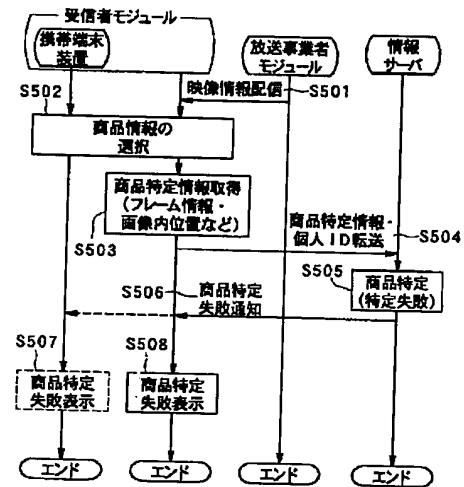 受信者モジュール
携帯端末
装置
放送事業者
モジュール
情報
サーバ
映像情報配信
S501
S502
商品情報の
選択
商品特定情報取得
(フレーム情報・
画像内位置など)
S503
商品特定情報・
個人ID転送
S504
S505
商品特定
(特定失敗)
S506
商品特定
失敗通知
S507
商品特定
失敗表示
S508
商品特定
失敗表示
エンド
エンド
エンド
エンド